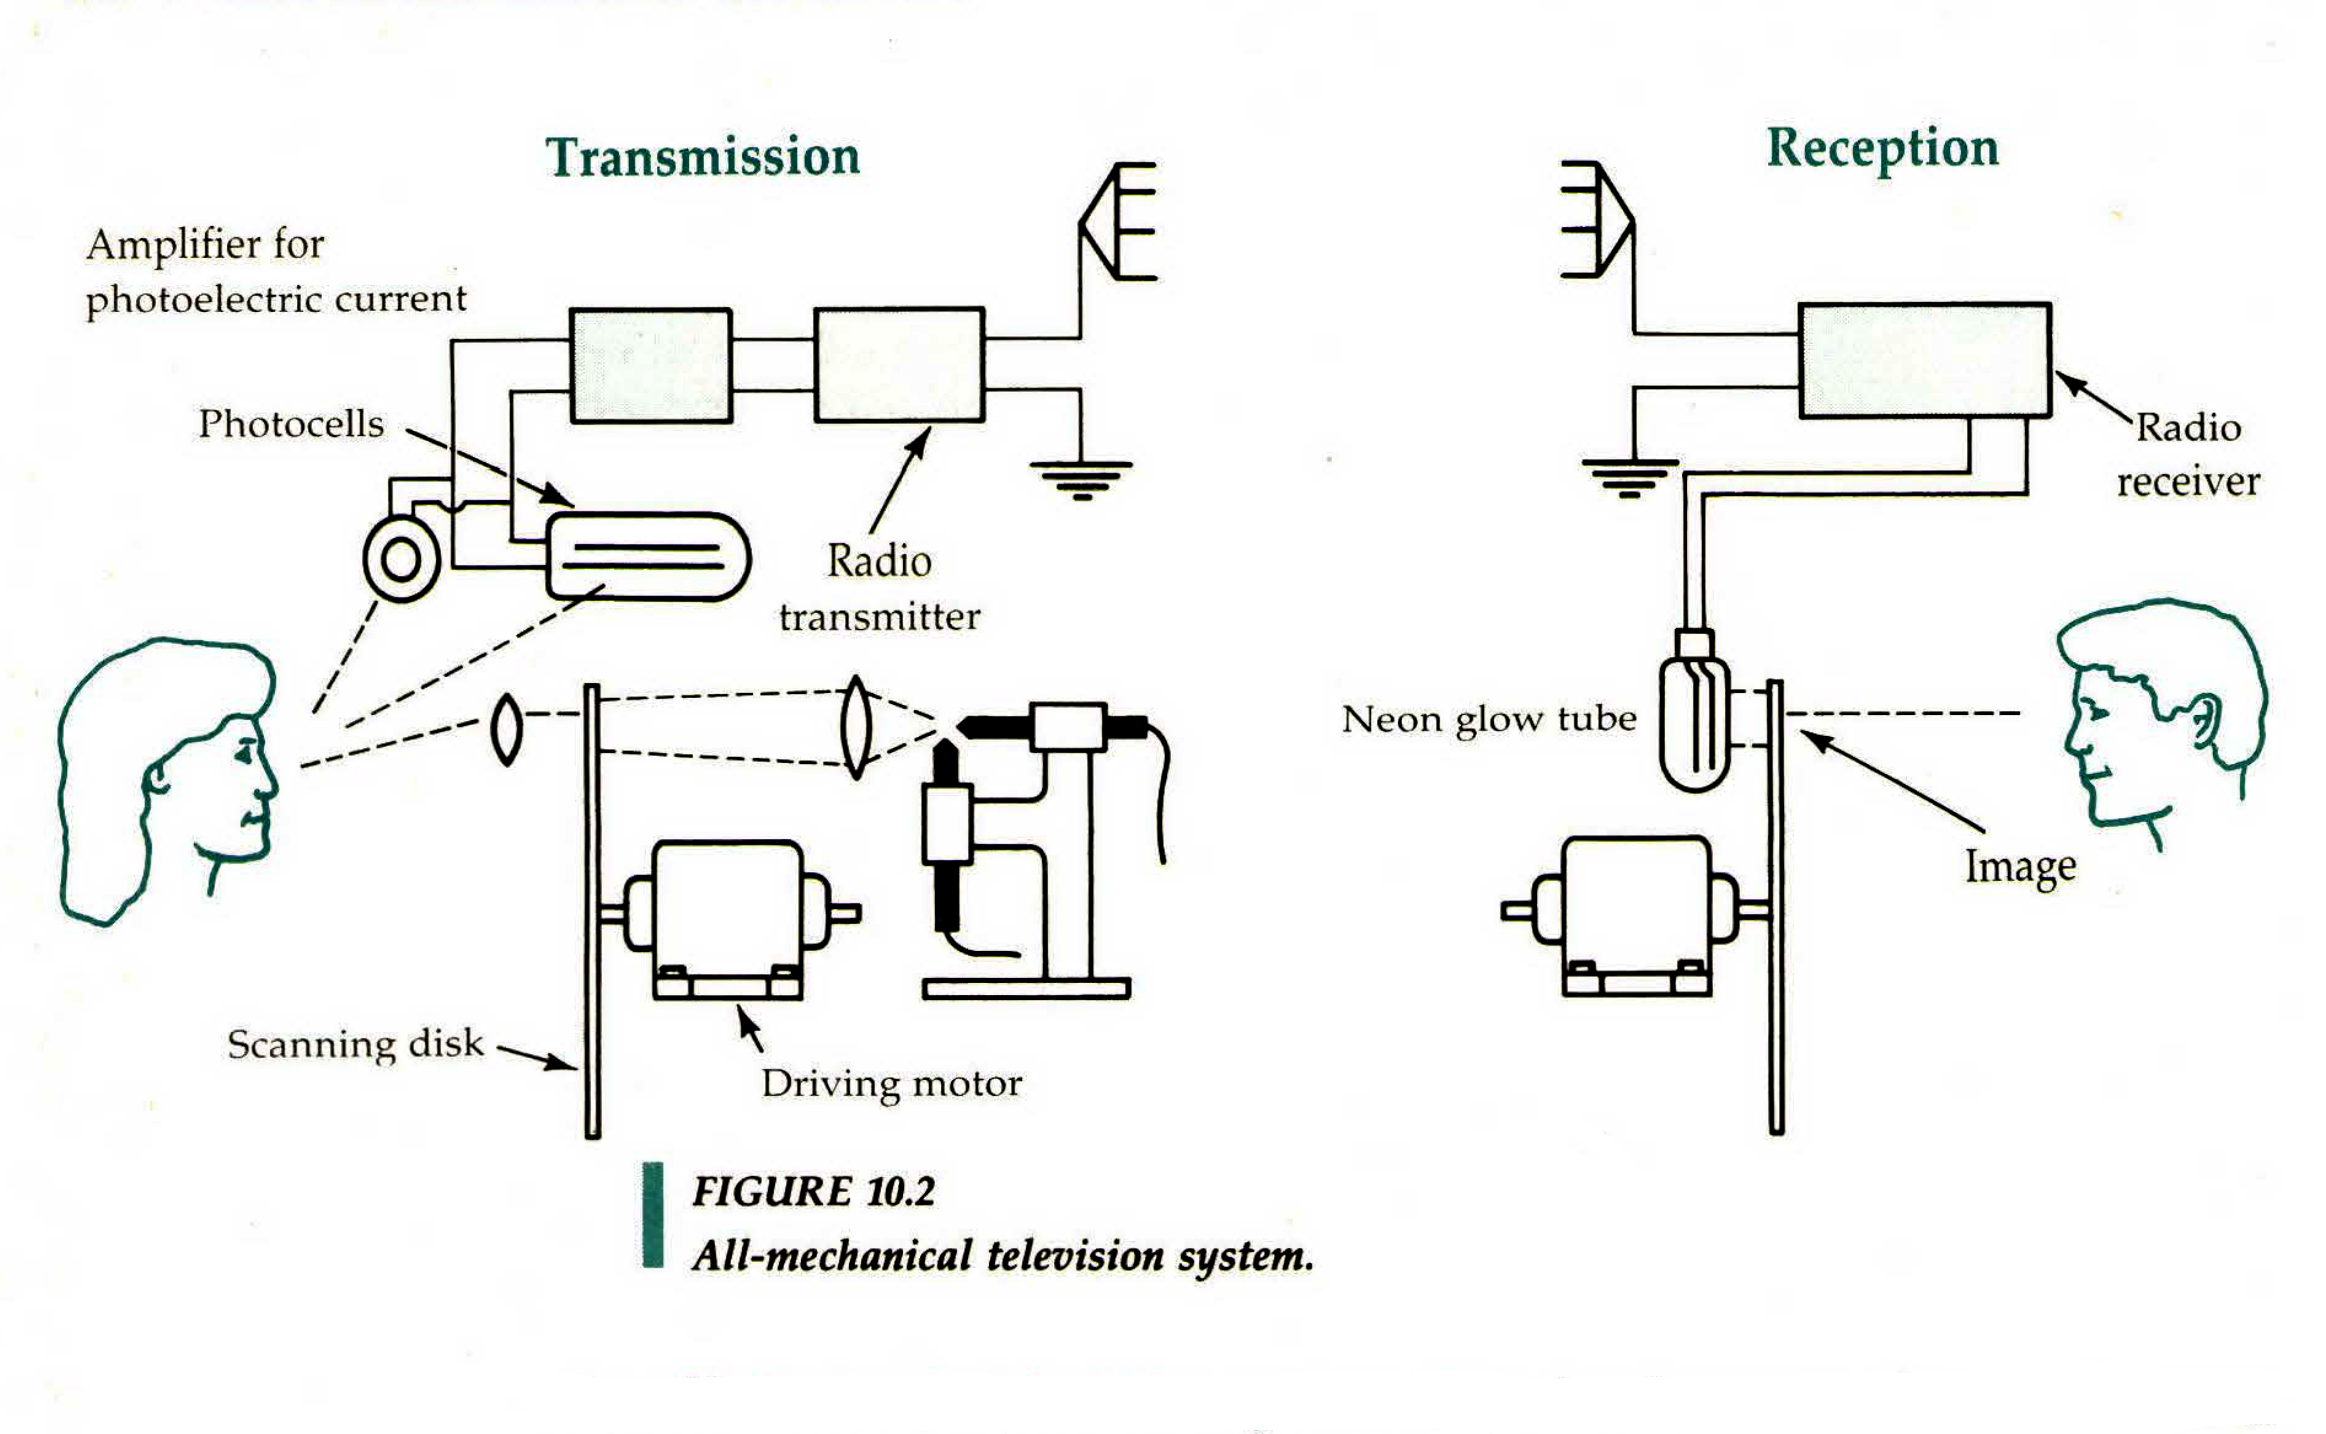 Transmission
Reception
Amplifier for
photoelectric current
Photocells
Radio
transmitter
Radio
receiver
Neon glow tube
Image
Scanning disk
Driving motor
FIGURE 10.2
All-mechanical television system.